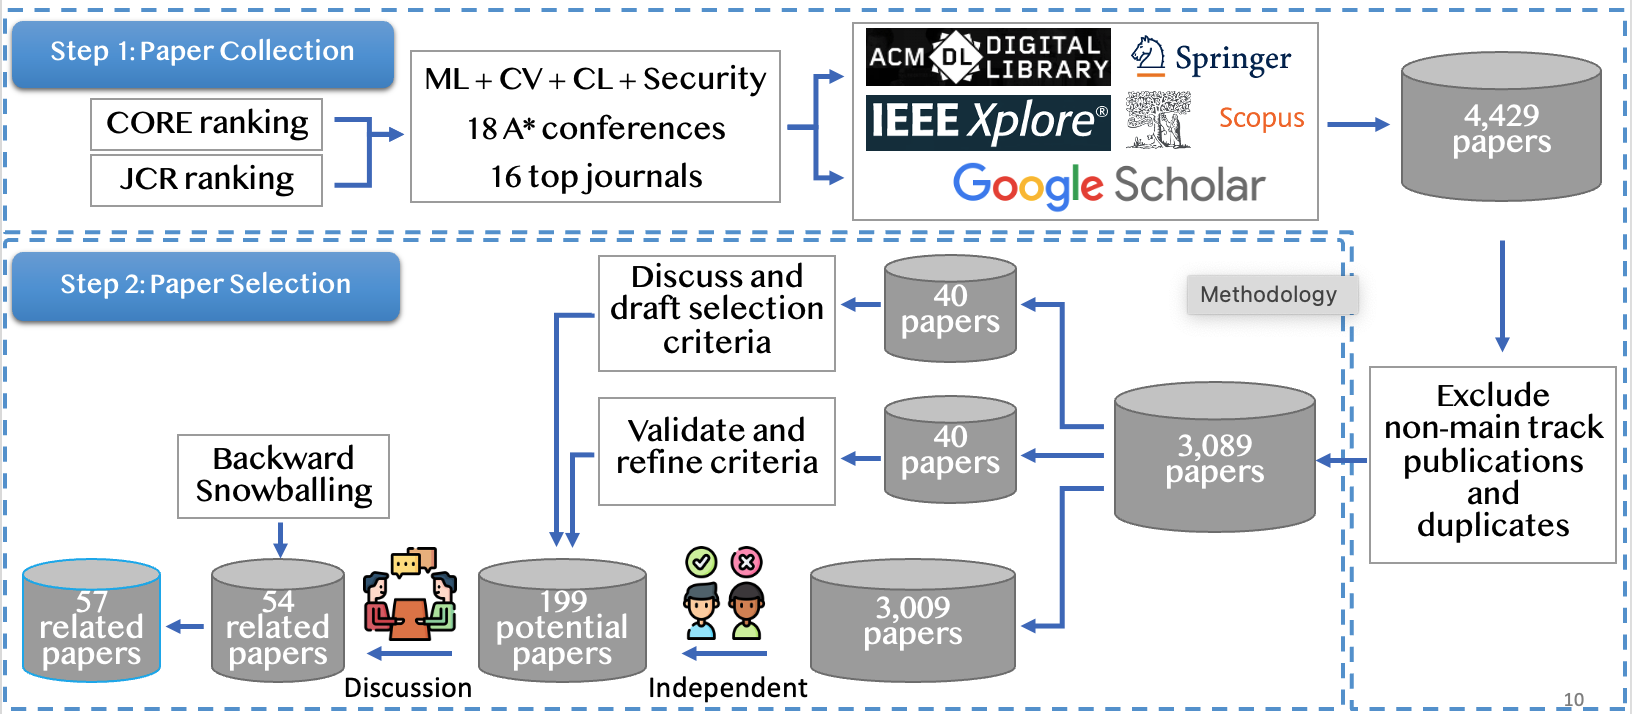 Step 1: Paper Collection
CORE ranking
JCR ranking
ML + CV + CL + Security
18 A* conferences
16 top journals
ACM DL DIGITAL
LIBRARY
Springer
IEEE Xplore®
Scopus
Google Scholar
4,429
papers
Step 2: Paper Selection
Discuss and
draft selection
criteria
40
papers
Methodology
Validate and
refine criteria
40
papers
3,089
papers
Exclude
non-main track
publications
and
duplicates
Backward
Snowballing
57
related
papers
54
related
papers
Discussion
199
potential
papers
Independent
3,009
papers
10